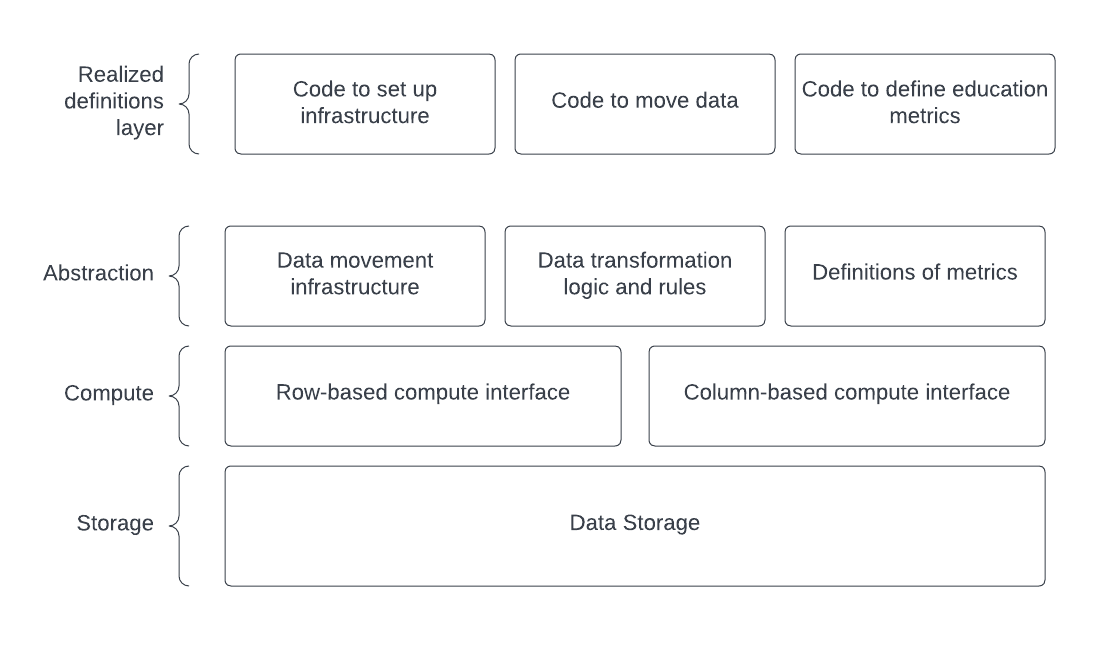 Realized
definitions
layer
Code to set up
infrastructure
Code to move data
Code to define education
metrics
Abstraction
Data movement
infrastructure
Data transformation
logic and rules
Definitions of metrics
Compute
Row-based compute interface
Column-based compute interface
Storage
Data Storage